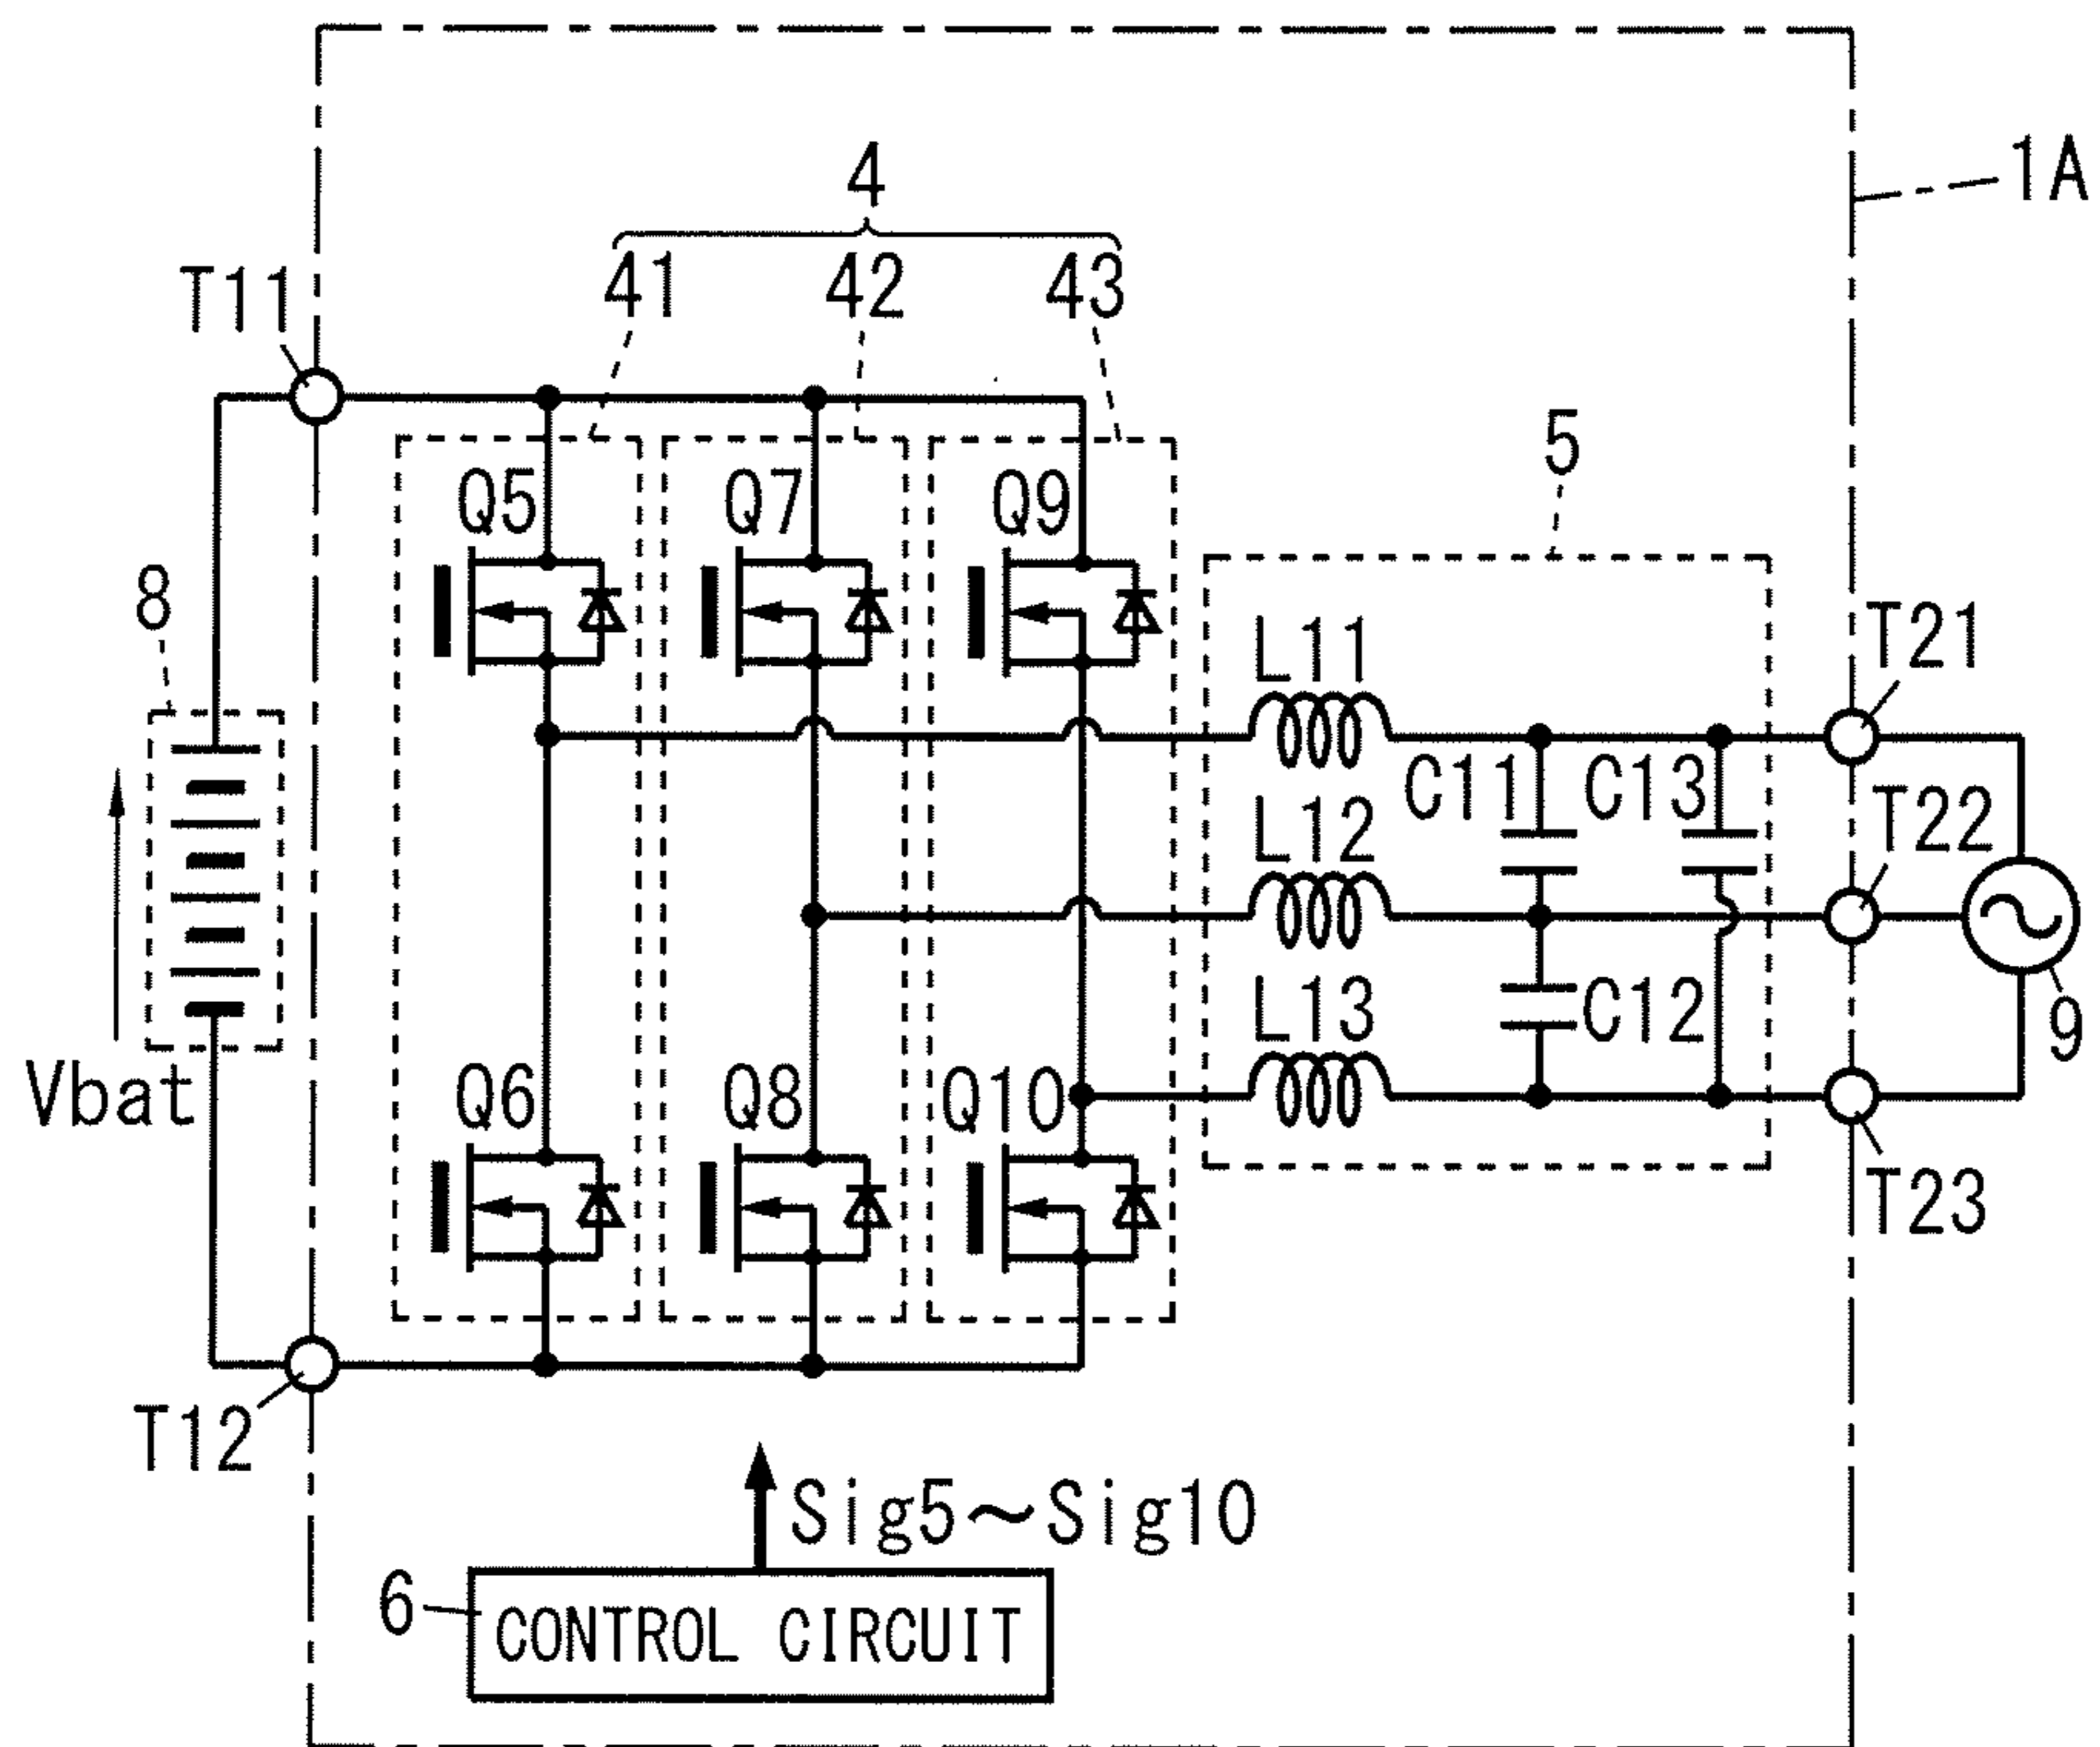 1A
4
41 42 43
T11
5
Q5 Q7 Q9
8
L11
T21
C11 C13
T22
L12
L13
C12
9
Vbat
Q6 Q8 Q10
T23
T12
Sig5～Sig10
6
CONTROL CIRCUIT